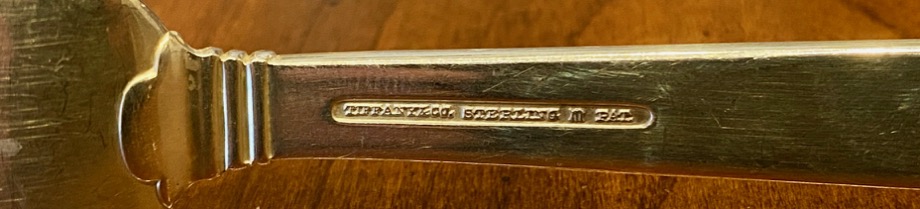 TIFFANY & CO. STERLING m PAT.